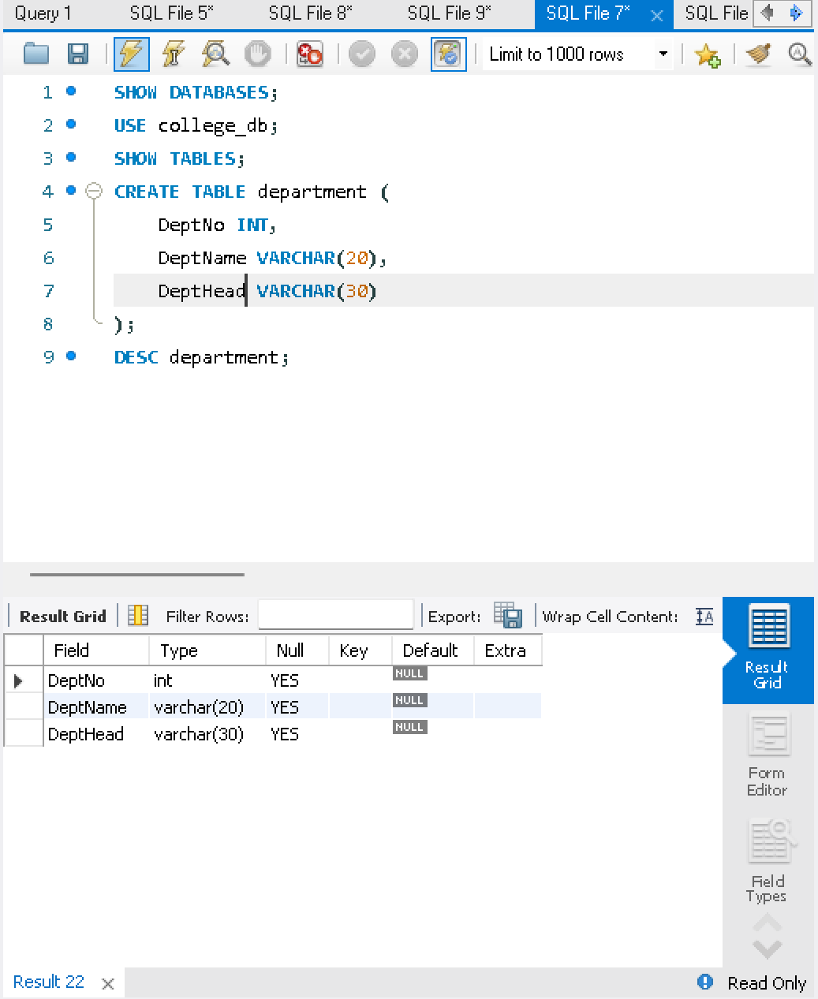 Query 1 SQL File 5* SQL File 8* SQL File 9* SQL File 7* SQL File
Limit to 1000 rows
1 SHOW DATABASES;
2 USE college_db;
3 SHOW TABLES;
4 CREATE TABLE department (
5 DeptNo INT,
6 DeptName VARCHAR(20),
7 DeptHead VARCHAR(30)
8 );
9 DESC department;
Result Grid Filter Rows: Export: Wrap Cell Content: IA
Field Type Null Key Default Extra
DeptNo int YES NULL
DeptName varchar(20) YES NULL
DeptHead varchar(30) YES NULL
Result
Grid
Form
Editor
Field
Types
Result 22 Read Only